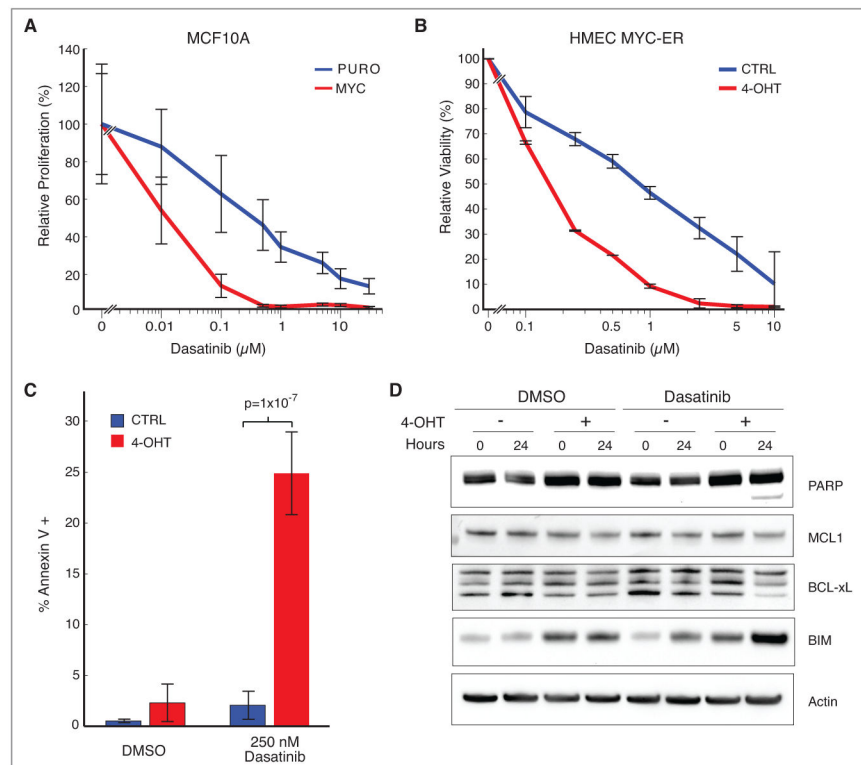 A
MCF10A
140
120
100
80
60
40
20
0
Relative Proliferation (%)
PURO
MYC
0
0.01
0.1
1
10
Dasatinib (µM)
B
HMEC MYC-ER
100
90
80
70
60
50
40
30
20
10
0
Relative Viability (%)
CTRL
4-OHT
0
0.1
0.5
1
5
10
Dasatinib (µM)
C
CTRL
4-OHT
p=1x10⁻⁷
30
25
20
15
10
5
0
% Annexin V +
DMSO
250 nM
Dasatinib
D
DMSO Dasatinib
4-OHT - + - +
Hours 0 24 0 24 0 24 0 24
PARP
MCL1
BCL-xL
BIM
Actin